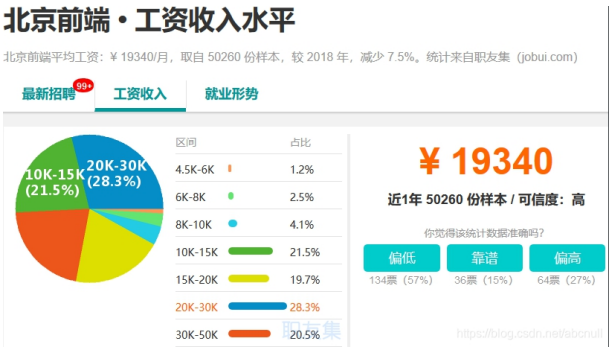 北京前端 • 工资收入水平
北京前端平均工资：¥ 19340/月，取自 50260 份样本，较 2018 年，减少 7.5%。统计来自职友集（jobui.com）
最新招聘 99+ 工资收入 就业形势
20K-30K
(28.3%)
10K-15K
(21.5%)
区间 占比
4.5K-6K 1.2%
6K-8K 2.5%
8K-10K 4.1%
10K-15K 21.5%
15K-20K 19.7%
20K-30K 28.3%
30K-50K 20.5%
职友集
¥ 19340
近1年 50260 份样本 / 可信度：高
你觉得该统计数据准确吗?
偏低 靠谱 偏高
134票（57%） 36票（15%） 64票（27%）
https://blog.csdn.net/abcnull